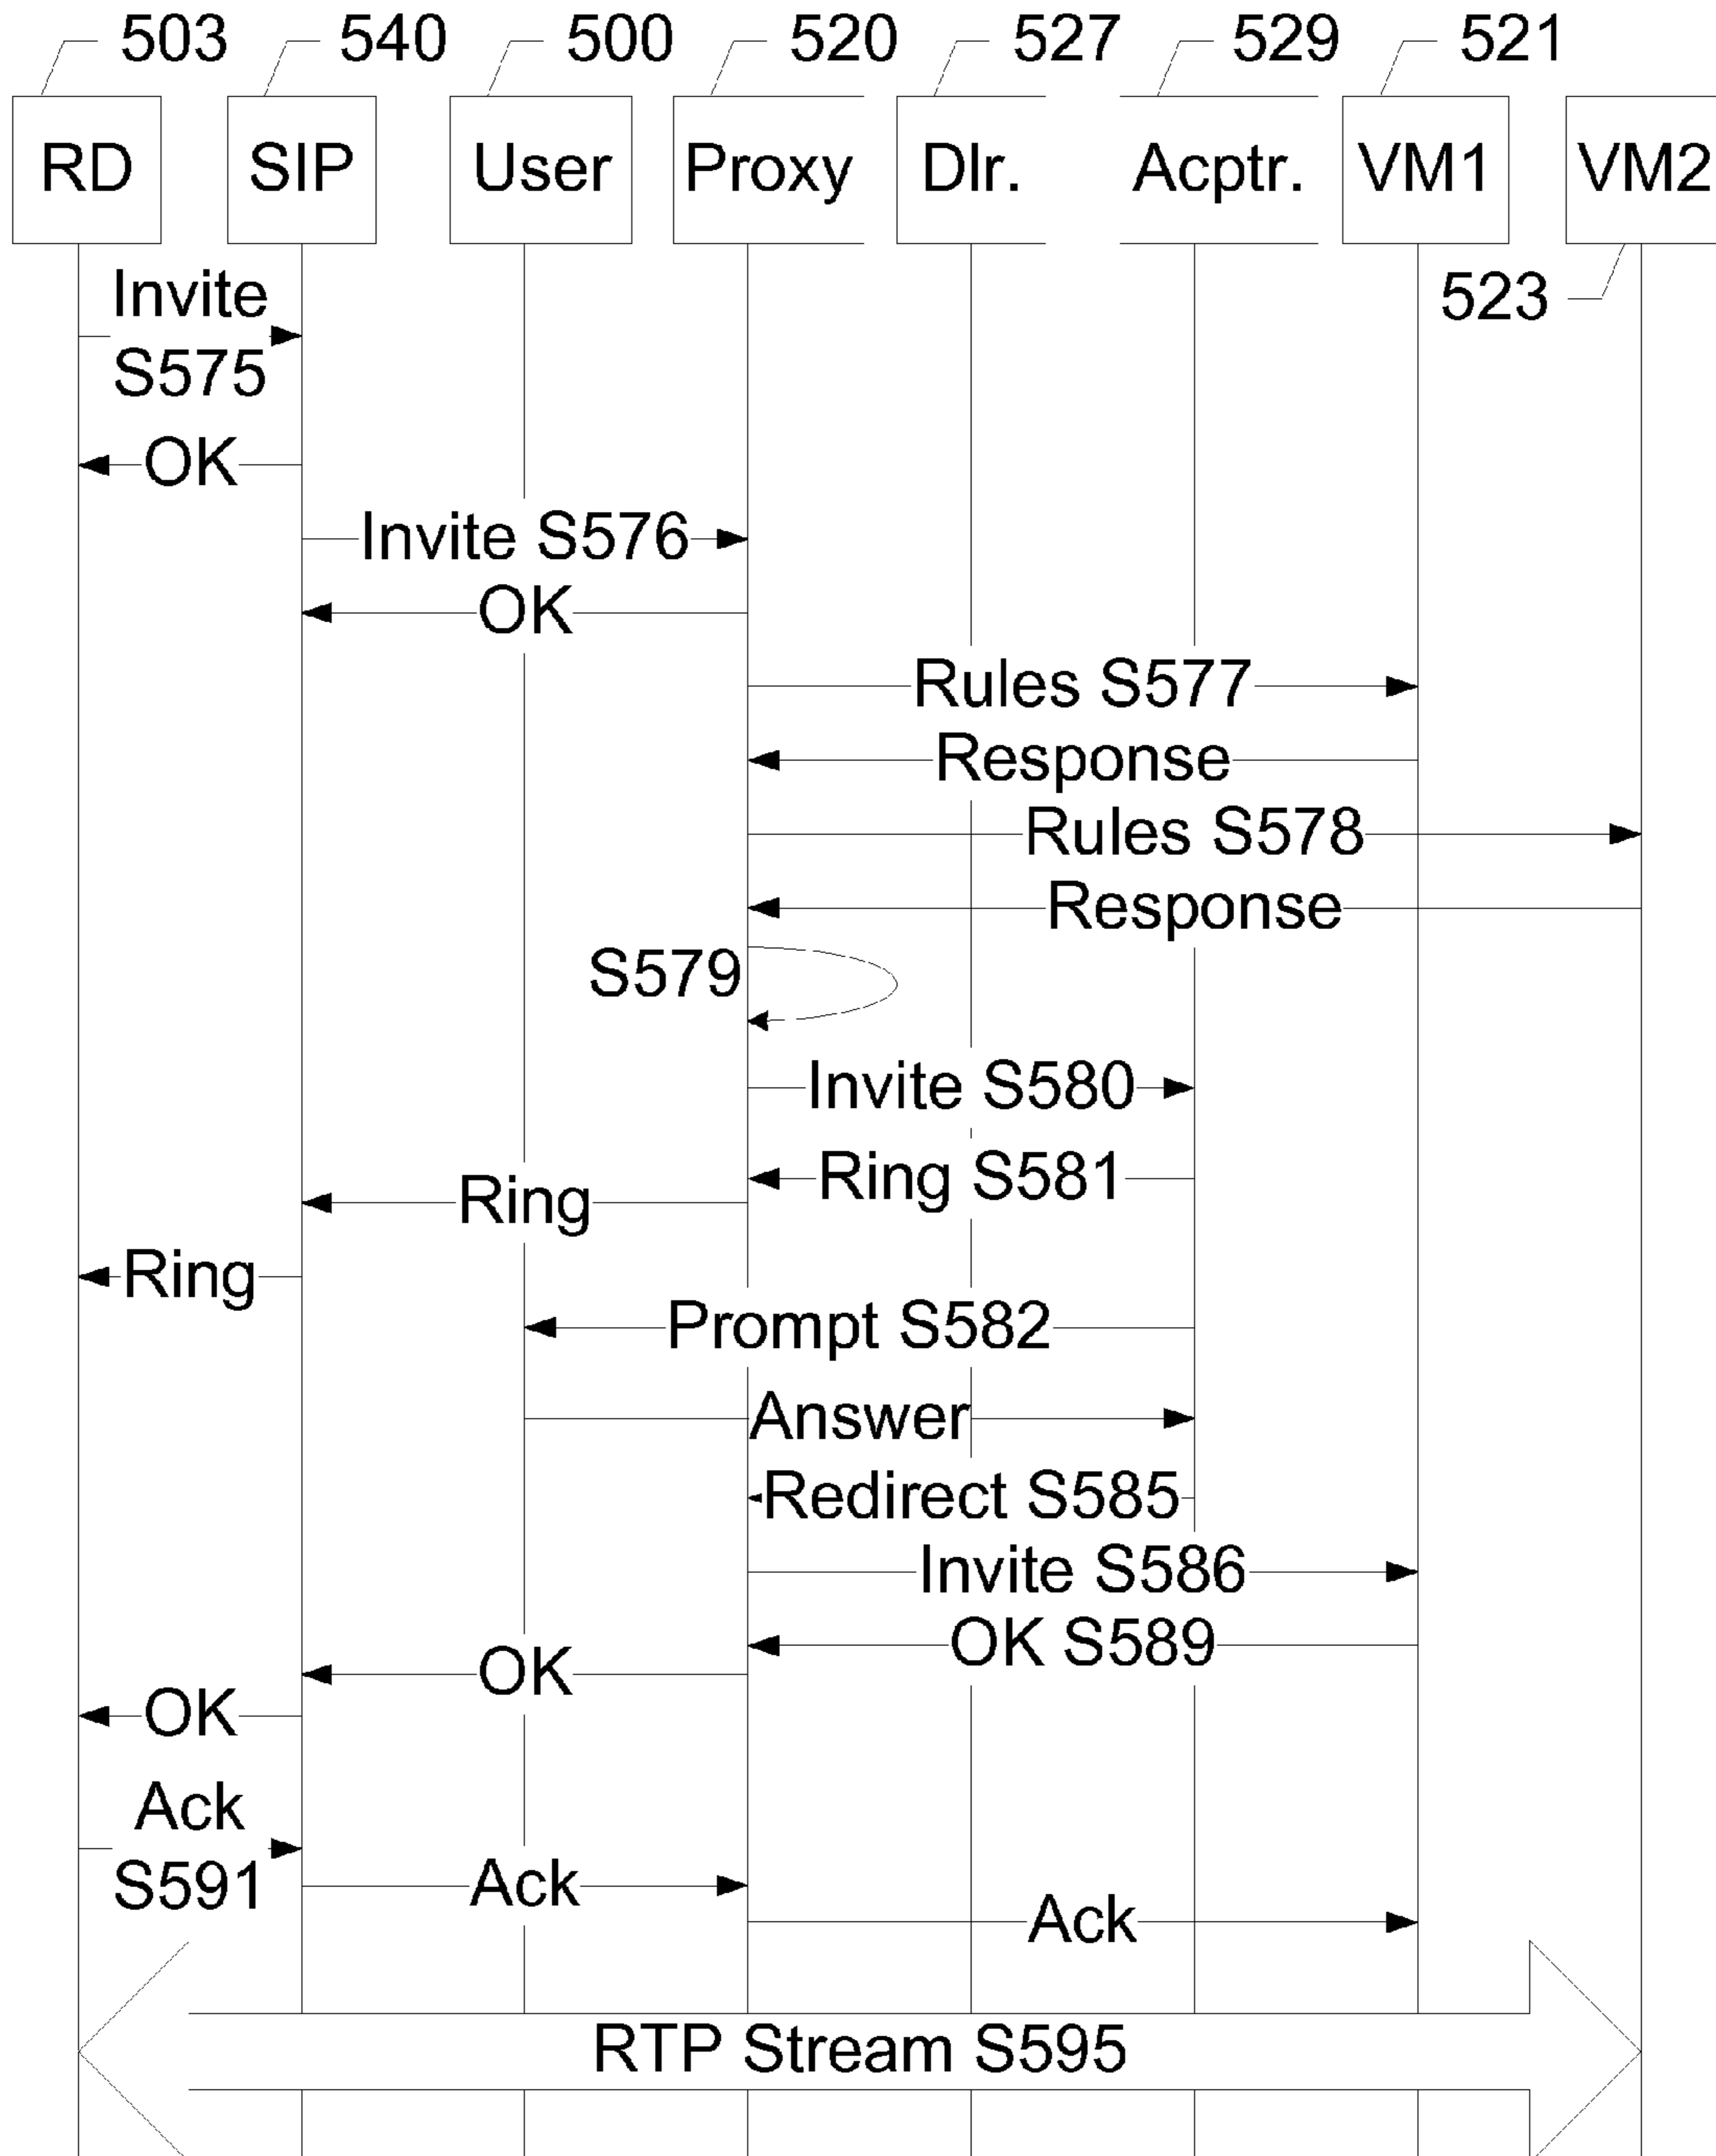 503
540
500
520
527
529
521
RD
SIP
User
Proxy
Dlr.
Acptr.
VM1
VM2
523
Invite
S575
OK
Invite S576
OK
Rules S577
Response
Rules S578
Response
S579
Invite S580
Ring S581
Ring
Ring
Prompt S582
Answer
Redirect S585
Invite S586
OK S589
OK
OK
Ack
S591
Ack
Ack
RTP Stream S595